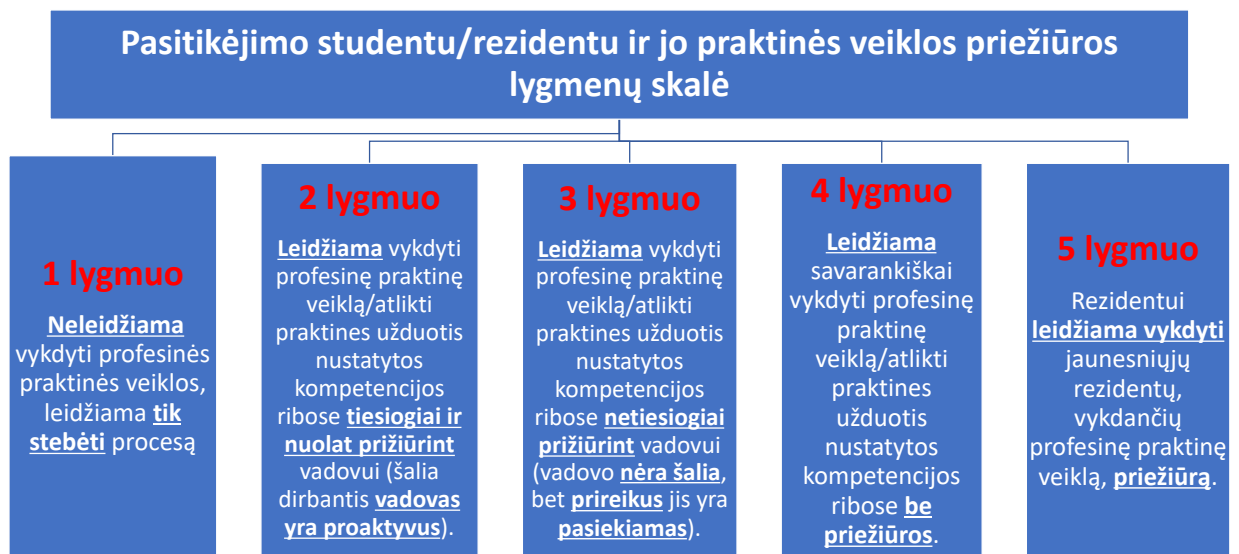 Pasitikėjimo studentu/rezidentu ir jo praktinės veiklos priežiūros
lygmenų skalė
1 lygmuo
Neleidžiama
vykdyti profesinės
praktinės veiklos,
leidžiama tik
stebėti procesą
2 lygmuo
Leidžiama vykdyti
profesinę praktinę
veiklą/atlikti
praktines užduotis
nustatytos
kompetencijos
ribose tiesiogiai ir
nuolat prižiūrint
vadovui (šalia
dirbantis vadovas
yra proaktyvus).
3 lygmuo
Leidžiama vykdyti
profesinę praktinę
veiklą/atlikti
praktines užduotis
nustatytos
kompetencijos
ribose netiesiogiai
prižiūrint vadovui
(vadovo nėra šalia,
bet prireikus jis yra
pasiekiamas).
4 lygmuo
Leidžiama
savarankiškai
vykdyti profesinę
praktinę
veiklą/atlikti
praktines
užduotis
nustatytos
kompetencijos
ribose be
priežiūros.
5 lygmuo
Rezidentui
leidžiama vykdyti
jaunesniųjų
rezidentų,
vykdančių
profesinę praktinę
veiklą, priežiūrą.